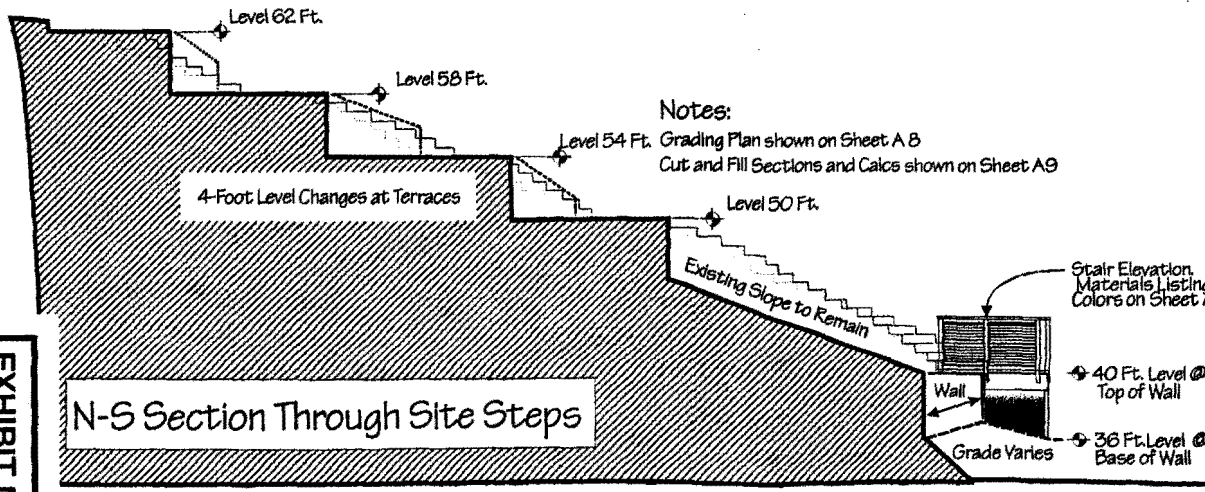 Level 62 Ft.
Level 58 Ft.
Notes:
Level 54 Ft.
Grading Plan shown on Sheet A 8
Cut and Fill Sections and Calcs shown on Sheet A9
4-Foot Level Changes at Terraces
Level 50 Ft.
Existing Slope to Remain
Stair Elevation,
Materials Listing
Colors on Sheet
40 Ft. Level @
Top of Wall
Wall
N-S Section Through Site Steps
36 Ft. Level @
Base of Wall
Grade Varies
EXHIBIT